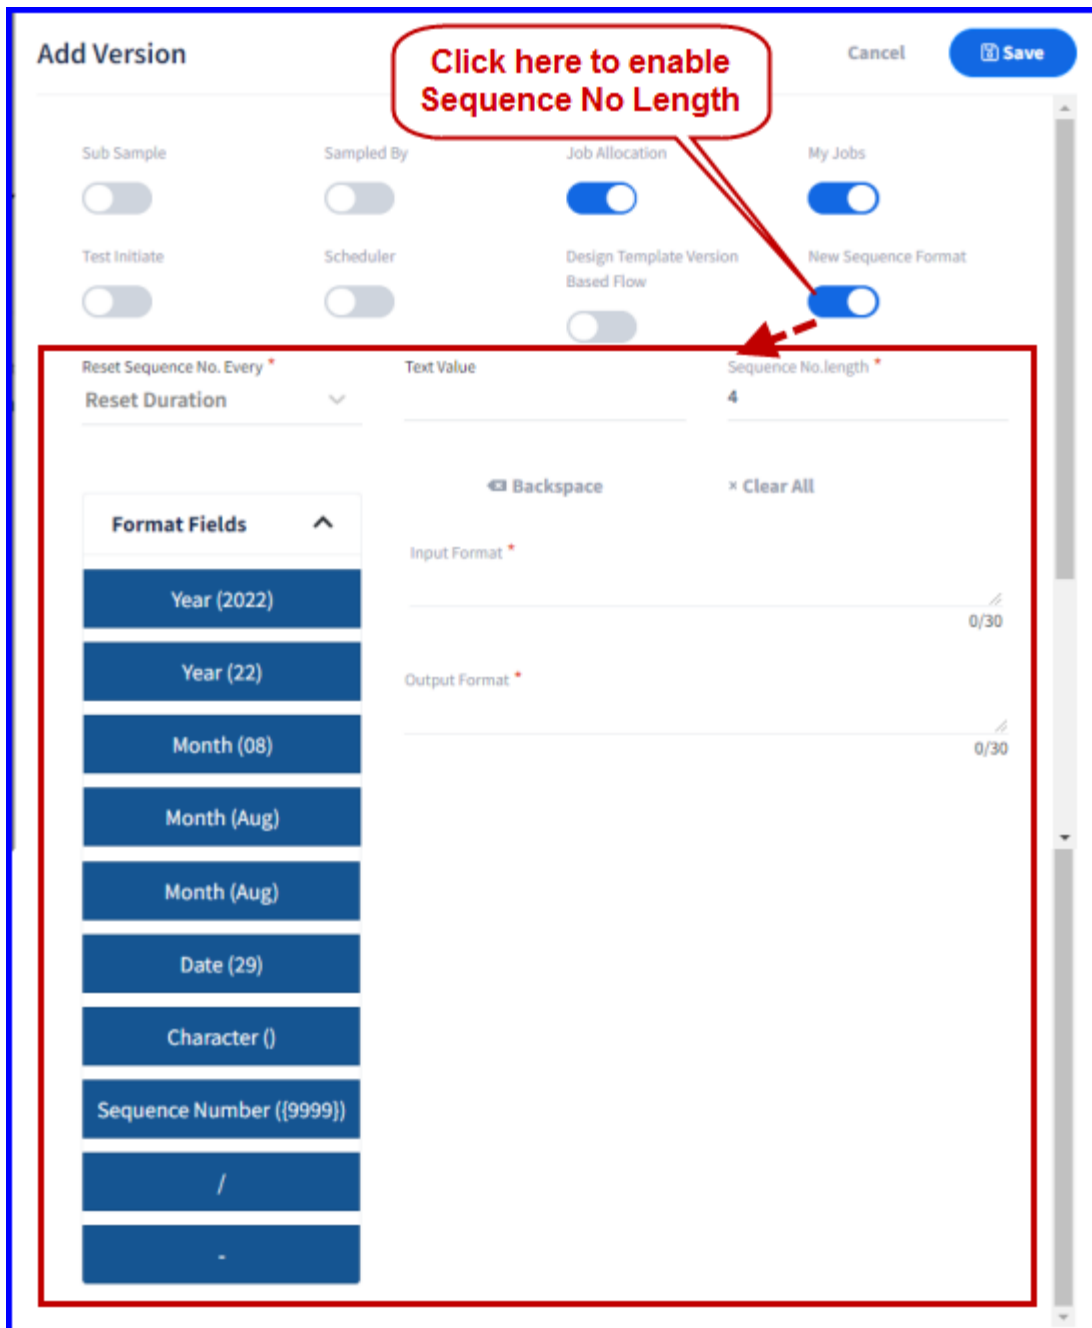 Add Version
Click here to enable
Sequence No Length
Cancel
Save
Sub Sample
Sampled By
Job Allocation
My Jobs
Test Initiate
Scheduler
Design Template Version
Based Flow
New Sequence Format
Reset Sequence No. Every *
Reset Duration
Text Value
Sequence No.length *
4
Backspace
× Clear All
Format Fields
Input Format *
0/30
Output Format *
0/30
Year (2022)
Year (22)
Month (08)
Month (Aug)
Month (Aug)
Date (29)
Character ()
Sequence Number ({9999})
/
-